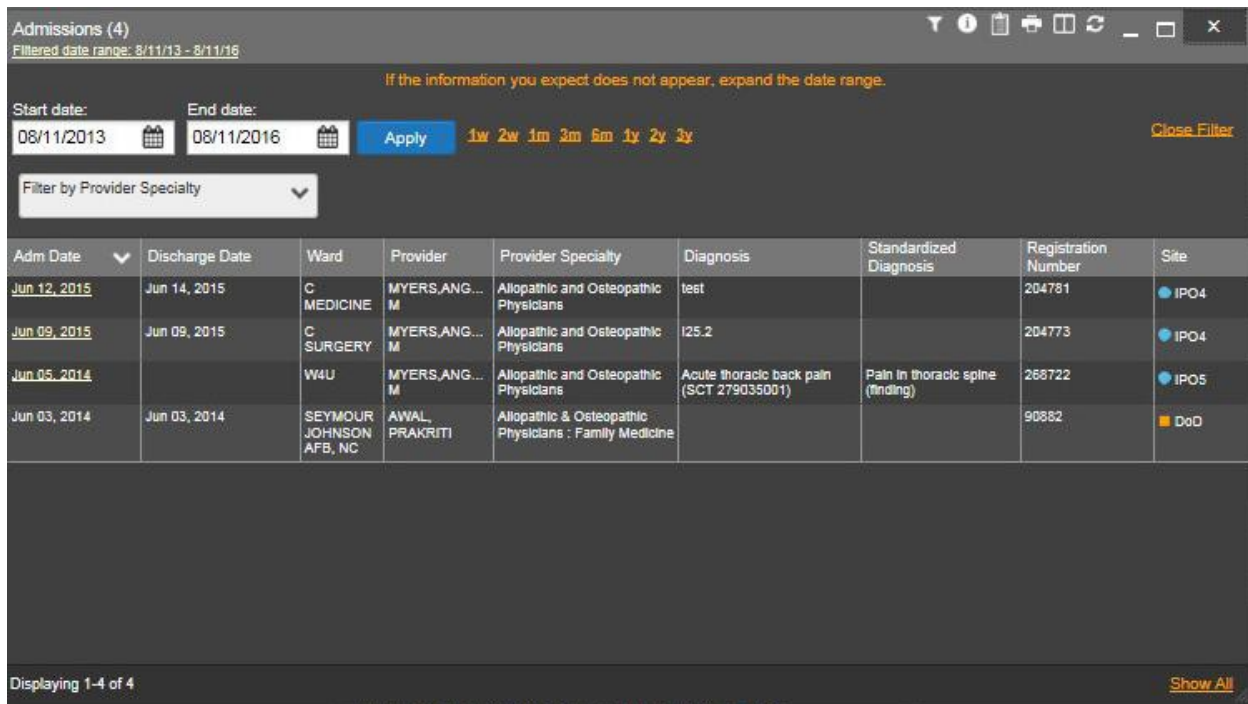 Admissions (4)
Filtered date range: 8/11/13 - 8/11/16
If the information you expect does not appear, expand the date range.
Start date: End date:
08/11/2013 08/11/2016 Apply 1w 2w 1m 3m 6m 1y 2y 3y Close Filter
Filter by Provider Specialty
Adm Date Discharge Date Ward Provider Provider Specialty Diagnosis Standardized Diagnosis Registration Number Site
Jun 12, 2015 Jun 14, 2015 C MEDICINE MYERS,ANG... M Allopathic and Osteopathic Physicians test 204781 IPO4
Jun 09, 2015 Jun 09, 2015 C SURGERY MYERS,ANG... M Allopathic and Osteopathic Physicians I25.2 204773 IPO4
Jun 05, 2014 W4U MYERS,ANG... M Allopathic and Osteopathic Physicians Acute thoracic back pain (SCT 279035001) Pain in thoracic spine (finding) 268722 IPO5
Jun 03, 2014 Jun 03, 2014 SEYMOUR JOHNSON AFB, NC AWAL, PRAKRITI Allopathic & Osteopathic Physicians : Family Medicine 90882 DoD
Displaying 1-4 of 4 Show All